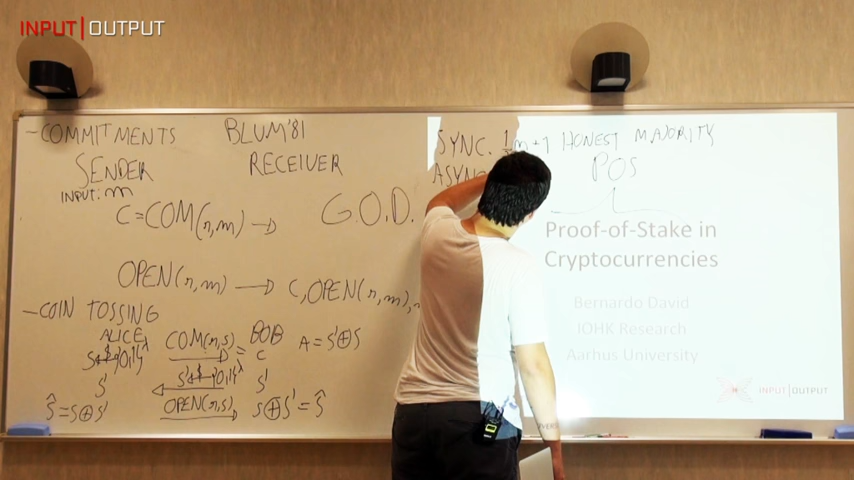 INPUT|OUTPUT
-COMMITMENTS BLUM'81
SENDER RECEIVER
INPUT: m
C=COM(r,m) → G.O.D.
OPEN(r,m) → C, OPEN(r,m),
-COIN TOSSING
ALICE COM(r,S) BOB A=S'⊕S
C
S' S'
Ŝ=S⊕S' OPEN(r,S) S⊕S'=Ŝ
SYNC. HONEST MAJORITY
ASYNC
POS
Proof-of-Stake in
Cryptocurrencies
Bernardo David
IOHK Research
Aarhus University
INPUT|OUTPUT